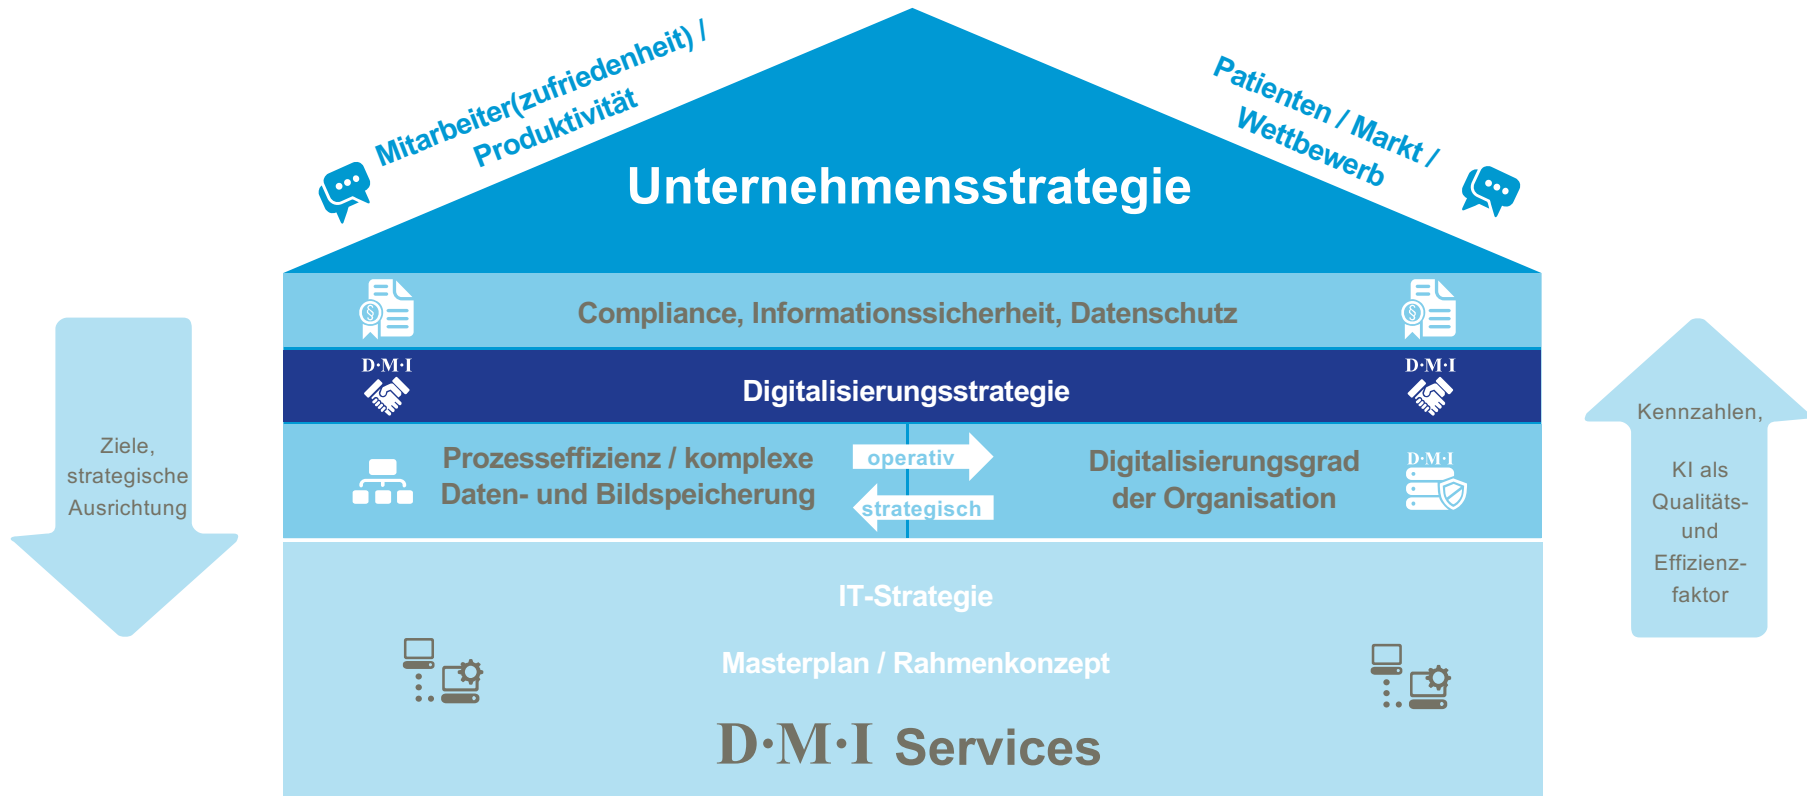 Mitarbeiter(zufriedenheit) /
Produktivität
Patienten / Markt /
Wettbewerb
Unternehmensstrategie
§
Compliance, Informationssicherheit, Datenschutz
§
D·M·I
Digitalisierungsstrategie
D·M·I
Ziele,
strategische
Ausrichtung
Prozesseffizienz / komplexe
Daten- und Bildspeicherung
operativ
strategisch
Digitalisierungsgrad
der Organisation
D·M·I
Kennzahlen,
KI als
Qualitäts-
und
Effizienz-
faktor
IT-Strategie
Masterplan / Rahmenkonzept
D·M·I Services